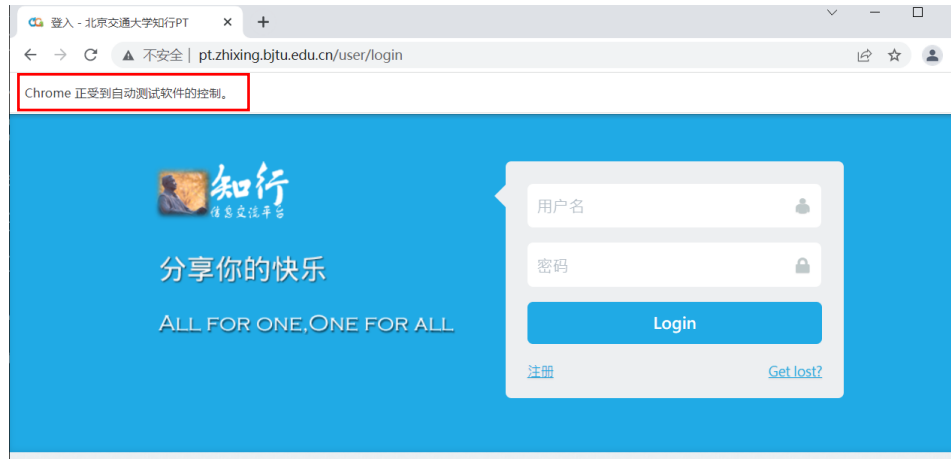 登入 - 北京交通大学知行PT
不安全 | pt.zhixing.bjtu.edu.cn/user/login
Chrome 正受到自动测试软件的控制。
知行
信息交流平台
分享你的快乐
ALL FOR ONE,ONE FOR ALL
用户名
密码
Login
注册 Get lost?